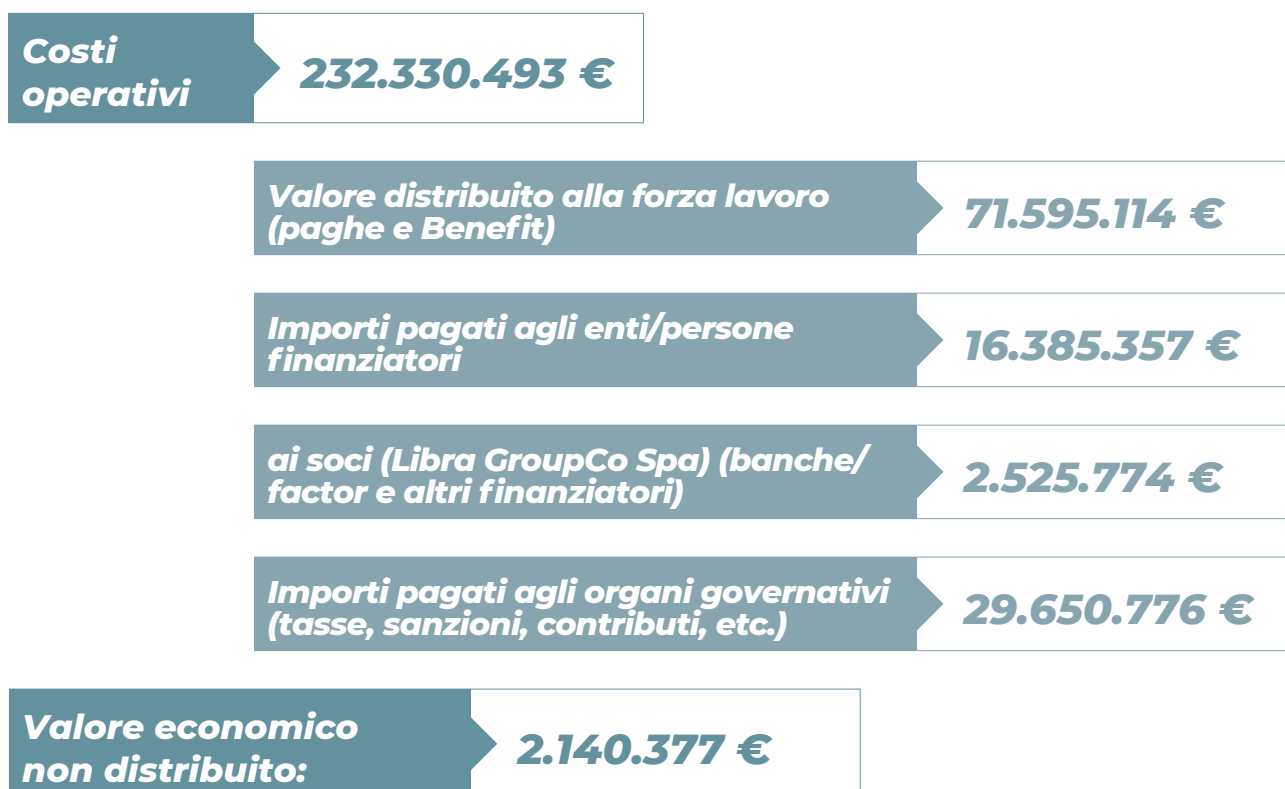 Costi
operativi
232.330.493 €
Valore distribuito alla forza lavoro
(paghe e Benefit)
71.595.114 €
Importi pagati agli enti/persone
finanziatori
16.385.357 €
ai soci (Libra GroupCo Spa) (banche/
factor e altri finanziatori)
2.525.774 €
Importi pagati agli organi governativi
(tasse, sanzioni, contributi, etc.)
29.650.776 €
Valore economico
non distribuito:
2.140.377 €